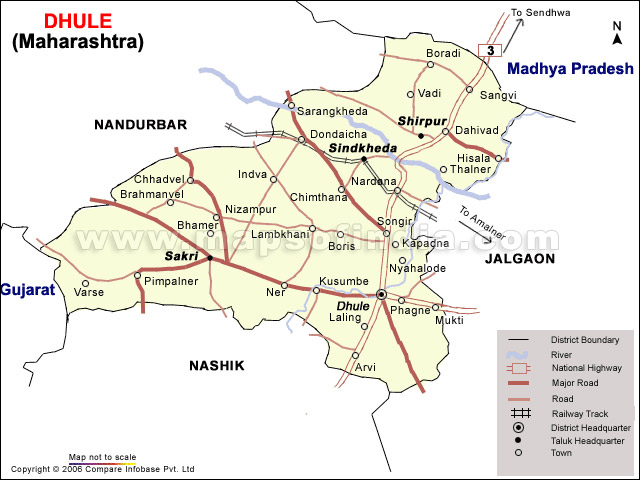 DHULE
(Maharashtra)
To Sendhwa
N
3
Madhya Pradesh
Boradi
Vadi
Sangvi
Sarangkheda
Shirpur
NANDURBAR
Dondaicha
Dahivad
Sindkheda
Hisala
Thalner
Chhadvel
Indva
Nardana
Brahmanvel
Chimthana
Nizampur
To Amalner
Bhamer
Lambkhani
Songir
Boris
Kapadna
www.mapsofindia.com
Sakri
Nyahalode
JALGAON
Pimpalner
Kusumbe
Gujarat
Varse
Ner
Dhule
Phagne
Laling
Mukti
Arvi
NASHIK
District Boundary
River
National Highway
Major Road
Road
Railway Track
District Headquarter
Taluk Headquarter
Town
Map not to scale
Copyright © 2006 Compare Infobase Pvt. Ltd